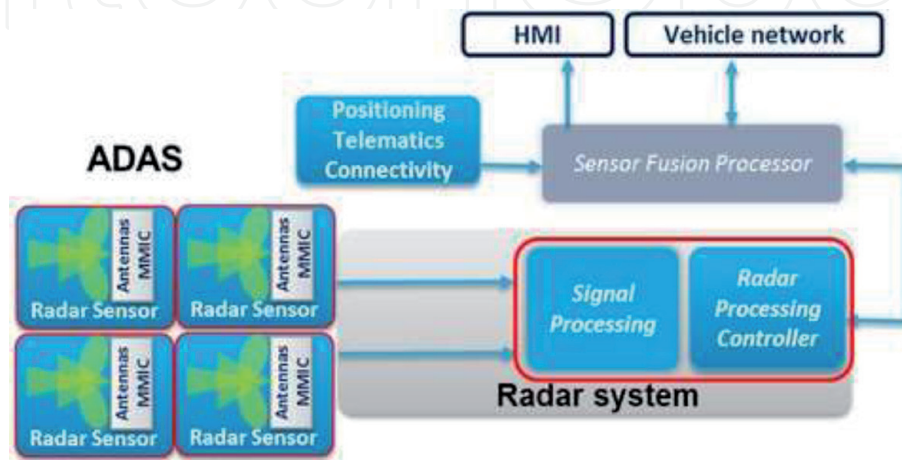 HMI
Vehicle network
Positioning
Telematics
Connectivity
Sensor Fusion Processor
ADAS
Antennas
MMIC
Radar Sensor
Antennas
MMIC
Radar Sensor
Signal
Processing
Radar
Processing
Controller
Antennas
MMIC
Radar Sensor
Antennas
MMIC
Radar Sensor
Radar system